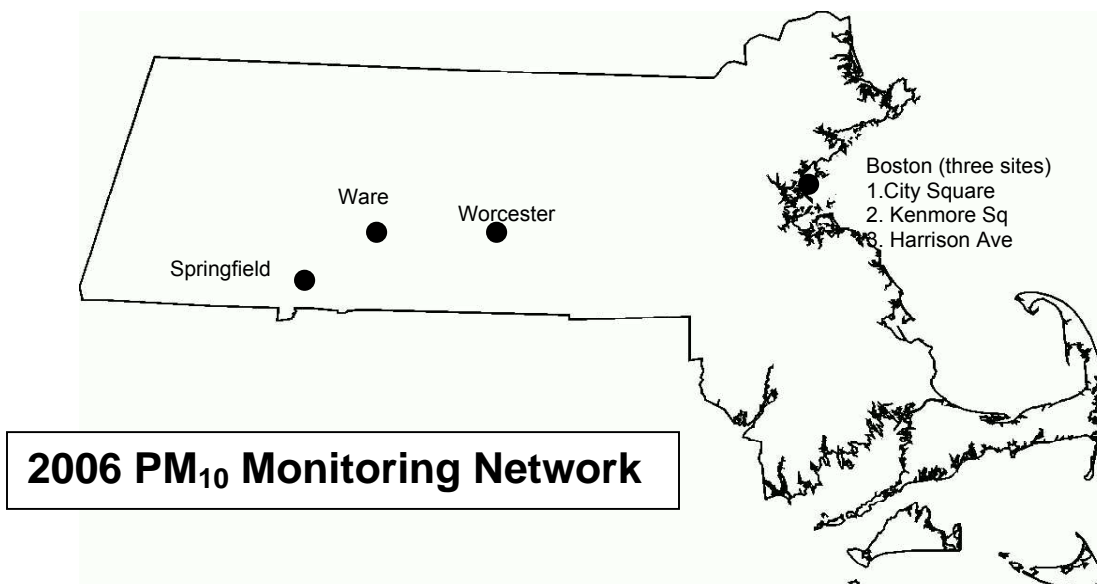 Boston (three sites)
1.City Square
2. Kenmore Sq
3. Harrison Ave
Ware
Worcester
Springfield
2006 PM₁₀ Monitoring Network